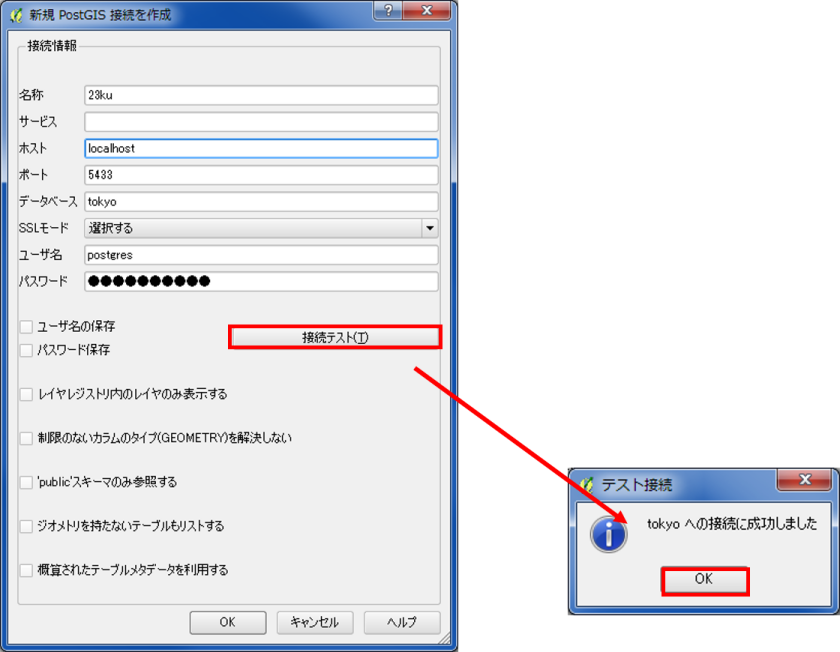 新規 PostGIS 接続を作成
接続情報
名称 23ku
サービス
ホスト localhost
ポート 5433
データベース tokyo
SSLモード 選択する
ユーザ名 postgres
パスワード ●●●●●●●●●●
ユーザ名の保存
接続テスト(T)
パスワード保存
レイヤレジストリ内のレイヤのみ表示する
制限のないカラムのタイプ(GEOMETRY)を解決しない
'public'スキーマのみ参照する
ジオメトリを持たないテーブルもリストする
概算されたテーブルメタデータを利用する
OK キャンセル ヘルプ
テスト接続
tokyo への接続に成功しました
OK